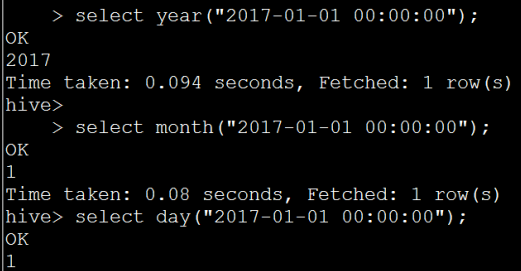 > select year("2017-01-01 00:00:00");
OK
2017
Time taken: 0.094 seconds, Fetched: 1 row(s)
hive>
> select month("2017-01-01 00:00:00");
OK
1
Time taken: 0.08 seconds, Fetched: 1 row(s)
hive> select day("2017-01-01 00:00:00");
OK
1